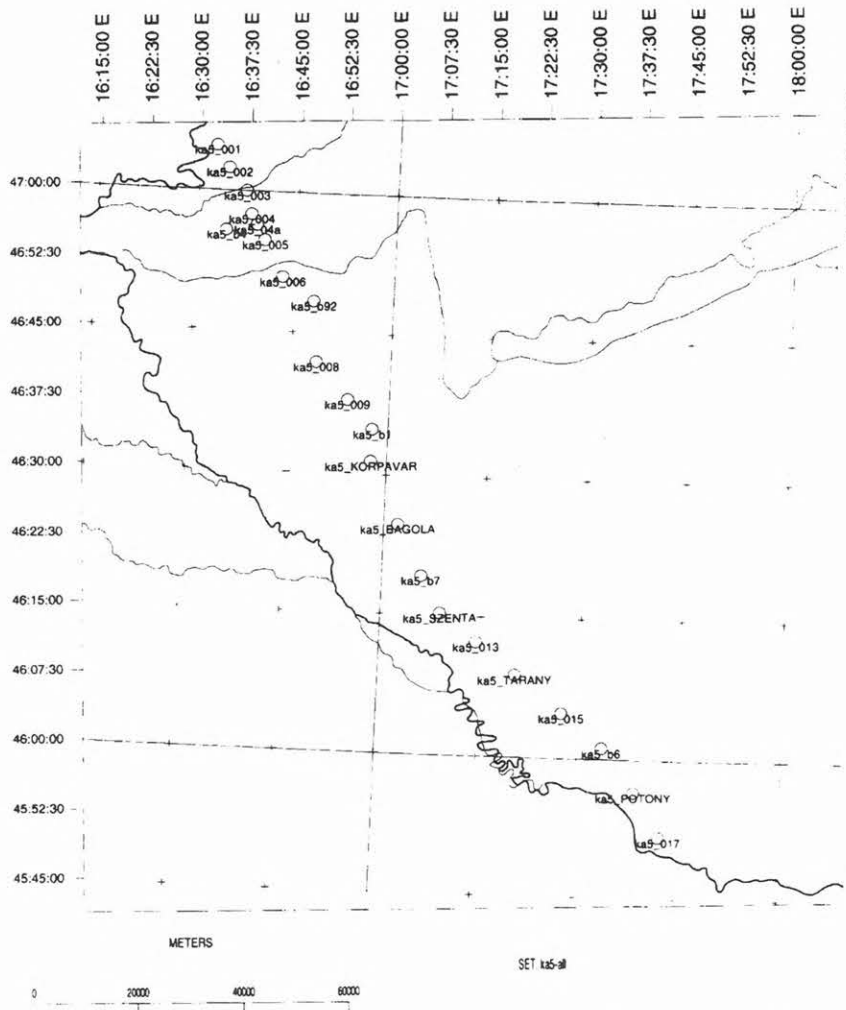 16:15:00 E
16:22:30 E
16:30:00 E
16:37:30 E
16:45:00 E
16:52:30 E
17:00:00 E
17:07:30 E
17:15:00 E
17:22:30 E
17:30:00 E
17:37:30 E
17:45:00 E
17:52:30 E
18:00:00 E
ka5_001
ka5_002
47:00:00
ka5_003
ka5_004
ka5_04a
ka5_b4
ka5_005
46:52:30
ka5_006
ka5_b92
46:45:00
ka5_008
46:37:30
ka5_009
ka5_b1
46:30:00
ka5_KORPAVAR
46:22:30
ka5_BAGOLA
ka5_b7
46:15:00
ka5_SZENTA
ka5_013
46:07:30
ka5_TARANY
ka5_015
46:00:00
ka5_b6
45:52:30
ka5_POTONY
ka5_017
45:45:00
METERS
SET ka5-all
0 20000 40000 60000